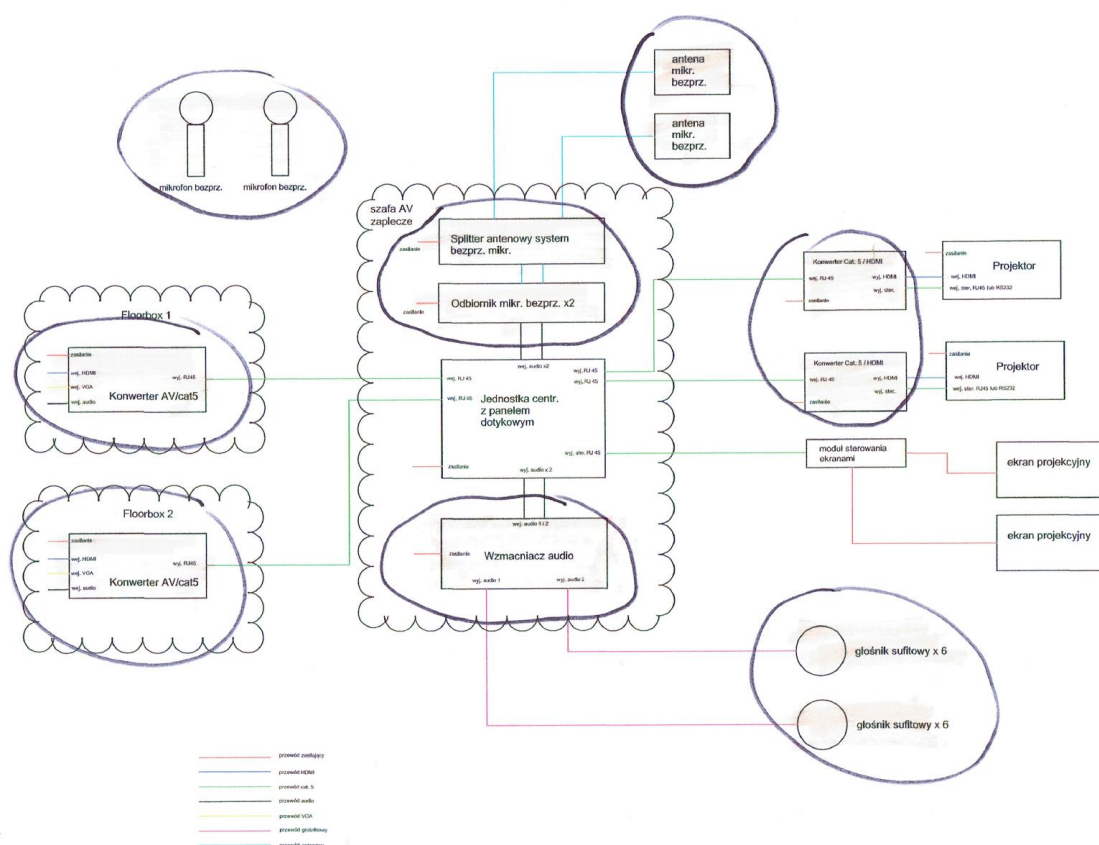 antena
mikr.
bezprz.
antena
mikr.
bezprz.
mikrofon bezprz.
mikrofon bezprz.
szafa AV
zaplecze
zasilanie
Splitter antenowy system
bezprz. mikr.
zasilanie
Odbiornik mikr. bezprz. x2
Floorbox 1
zasilanie
wej. HDMI
wej. VGA
wej. audio
wyj. RJ45
Konwerter AV/cat5
Floorbox 2
zasilanie
wej. HDMI
wej. VGA
wej. audio
wyj. RJ45
Konwerter AV/cat5
wej. audio x2
wej. RJ 45
wej. RJ 45
wyj. RJ 45
wyj. RJ 45
Jednostka centr.
z panelem
dotykowym
wyj. ster. RJ 45
zasilanie
wyj. audio x 2
wej. audio 1 i 2
zasilanie
Wzmacniacz audio
wyj. audio 1
wyj. audio 2
Konwerter Cat. 5 / HDMI
wej. RJ 45
wyj. HDMI
wyj. ster.
zasilanie
zasilanie
Projektor
wej. HDMI
wej. ster. RJ45 lub RS232
Konwerter Cat. 5 / HDMI
wej. RJ 45
wyj. HDMI
wyj. ster.
zasilanie
zasilanie
Projektor
wej. HDMI
wej. ster. RJ45 lub RS232
moduł sterowania
ekranami
ekran projekcyjny
ekran projekcyjny
głośnik sufitowy x 6
głośnik sufitowy x 6
przewód zasilający
przewód HDMI
przewód cat. 5
przewód audio
przewód VGA
przewód głośnikowy